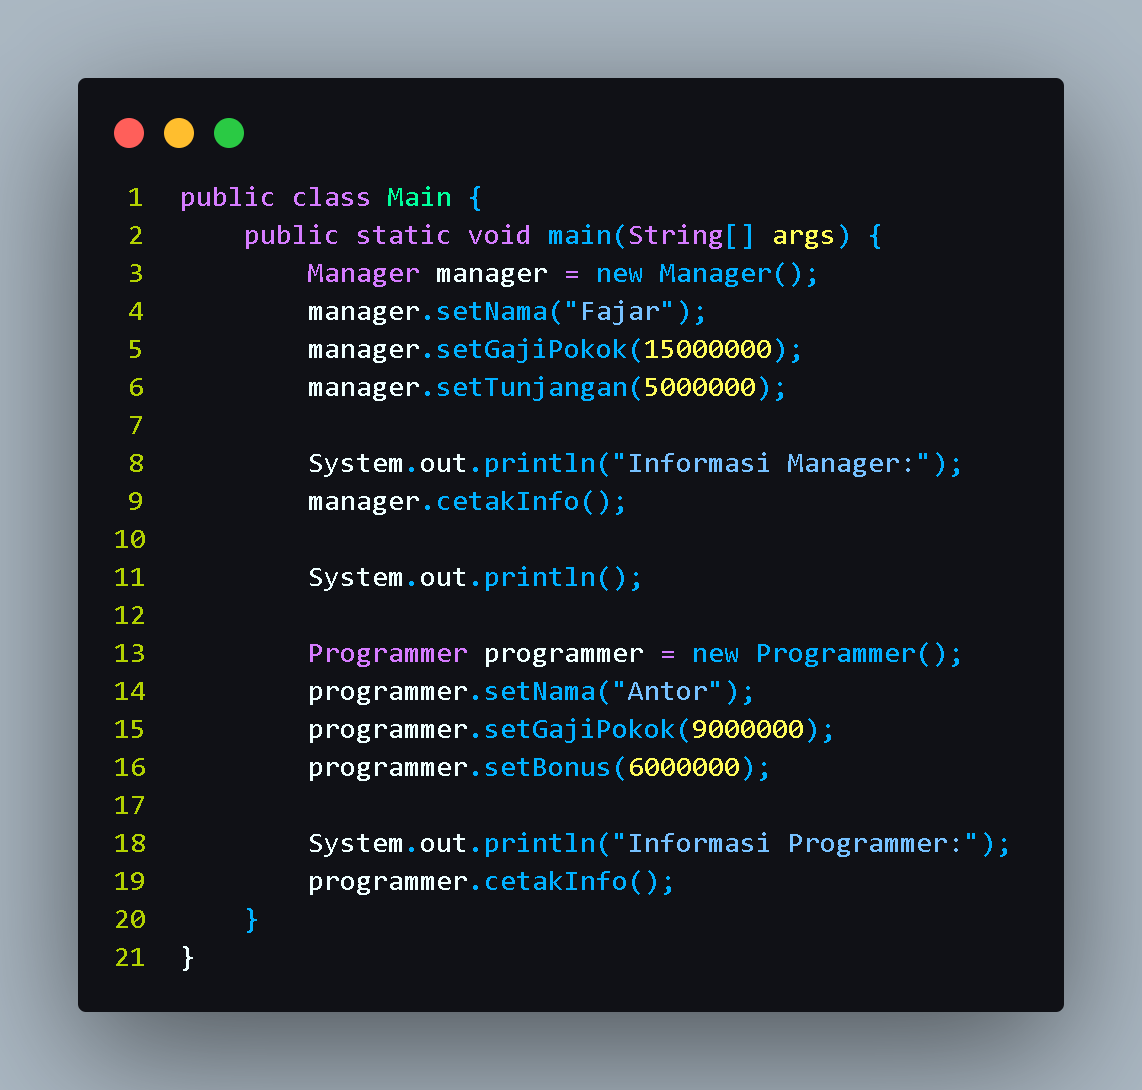 1 public class Main {
2     public static void main(String[] args) {
3         Manager manager = new Manager();
4         manager.setNama("Fajar");
5         manager.setGajiPokok(15000000);
6         manager.setTunjangan(5000000);
7
8         System.out.println("Informasi Manager:");
9         manager.cetakInfo();
10
11         System.out.println();
12
13         Programmer programmer = new Programmer();
14         programmer.setNama("Antor");
15         programmer.setGajiPokok(9000000);
16         programmer.setBonus(6000000);
17
18         System.out.println("Informasi Programmer:");
19         programmer.cetakInfo();
20     }
21 }